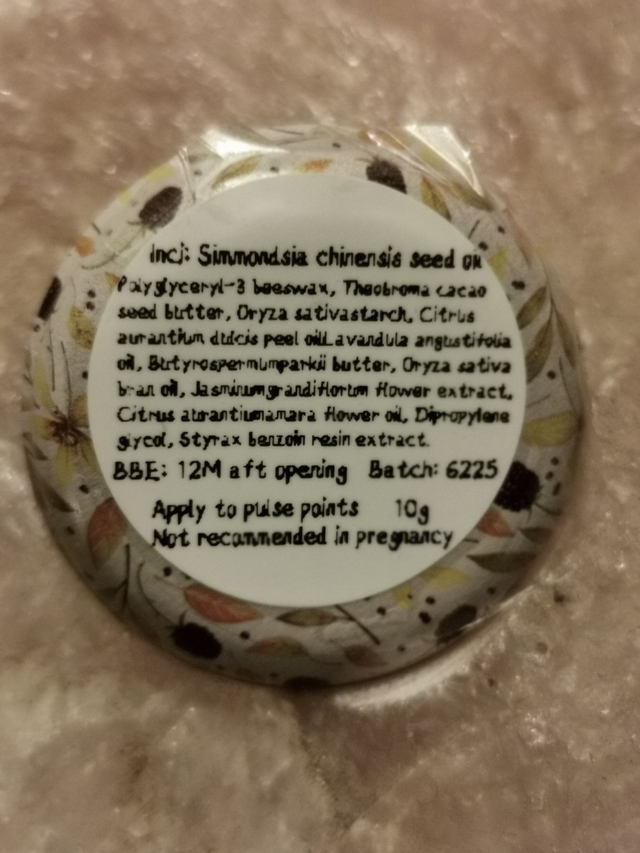 Inci: Simmondsia chinensis seed oil
Polyglyceryl-3 beeswax, Theobroma cacao
seed butter, Oryza sativastarch, Citrus
aurantium dulcis peel oilLavandula angustifolia
oil, Butyrospermumparkii butter, Oryza sativa
bran oil, Jasminumgrandiflorum flower extract,
Citrus aurantiumamara flower oil, Dipropylene
glycol, Styrax benzoin resin extract.
BBE: 12M aft opening Batch: 6225
Apply to pulse points 10g
Not recommended in pregnancy